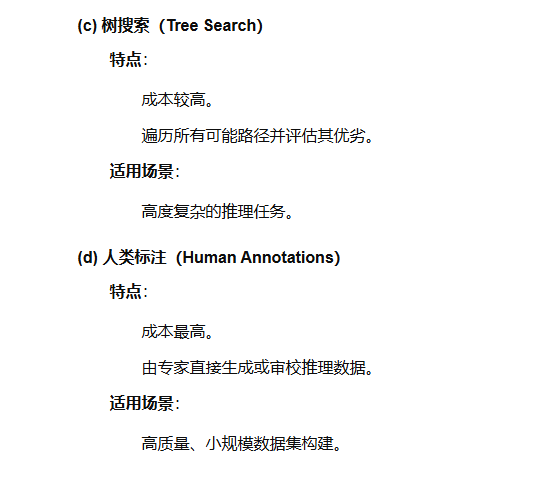 (c) 树搜索（Tree Search）
特点：
成本较高。
遍历所有可能路径并评估其优劣。
适用场景：
高度复杂的推理任务。
(d) 人类标注（Human Annotations）
特点：
成本最高。
由专家直接生成或审校推理数据。
适用场景：
高质量、小规模数据集构建。